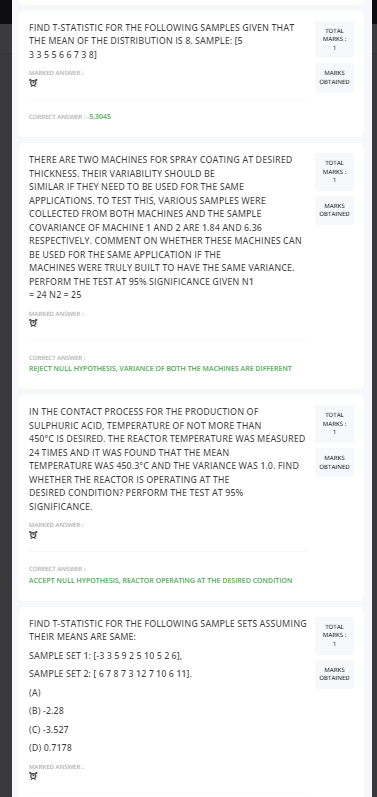 FIND T-STATISTIC FOR THE FOLLOWING SAMPLES GIVEN THAT
THE MEAN OF THE DISTRIBUTION IS 8. SAMPLE: [5
3 3 5 5 6 6 7 3 8]
TOTAL
MARKS :
1
MARKS
OBTAINED
MARKED ANSWER :
CORRECT ANSWER : -5.3045
THERE ARE TWO MACHINES FOR SPRAY COATING AT DESIRED
THICKNESS. THEIR VARIABILITY SHOULD BE
SIMILAR IF THEY NEED TO BE USED FOR THE SAME
APPLICATIONS. TO TEST THIS, VARIOUS SAMPLES WERE
COLLECTED FROM BOTH MACHINES AND THE SAMPLE
COVARIANCE OF MACHINE 1 AND 2 ARE 1.84 AND 6.36
RESPECTIVELY. COMMENT ON WHETHER THESE MACHINES CAN
BE USED FOR THE SAME APPLICATION IF THE
MACHINES WERE TRULY BUILT TO HAVE THE SAME VARIANCE.
PERFORM THE TEST AT 95% SIGNIFICANCE GIVEN N1
= 24 N2 = 25
TOTAL
MARKS :
1
MARKS
OBTAINED
MARKED ANSWER :
CORRECT ANSWER :
REJECT NULL HYPOTHESIS, VARIANCE OF BOTH THE MACHINES ARE DIFFERENT
IN THE CONTACT PROCESS FOR THE PRODUCTION OF
SULPHURIC ACID, TEMPERATURE OF NOT MORE THAN
450°C IS DESIRED. THE REACTOR TEMPERATURE WAS MEASURED
24 TIMES AND IT WAS FOUND THAT THE MEAN
TEMPERATURE WAS 450.3°C AND THE VARIANCE WAS 1.0. FIND
WHETHER THE REACTOR IS OPERATING AT THE
DESIRED CONDITION? PERFORM THE TEST AT 95%
SIGNIFICANCE.
TOTAL
MARKS :
1
MARKS
OBTAINED
MARKED ANSWER :
CORRECT ANSWER :
ACCEPT NULL HYPOTHESIS, REACTOR OPERATING AT THE DESIRED CONDITION
FIND T-STATISTIC FOR THE FOLLOWING SAMPLE SETS ASSUMING
THEIR MEANS ARE SAME:
SAMPLE SET 1: [-3 3 5 9 2 5 10 5 2 6],
SAMPLE SET 2: [ 6 7 8 7 3 12 7 10 6 11].
(A)
(B) -2.28
(C) -3.527
(D) 0.7178
TOTAL
MARKS :
1
MARKS
OBTAINED
MARKED ANSWER :